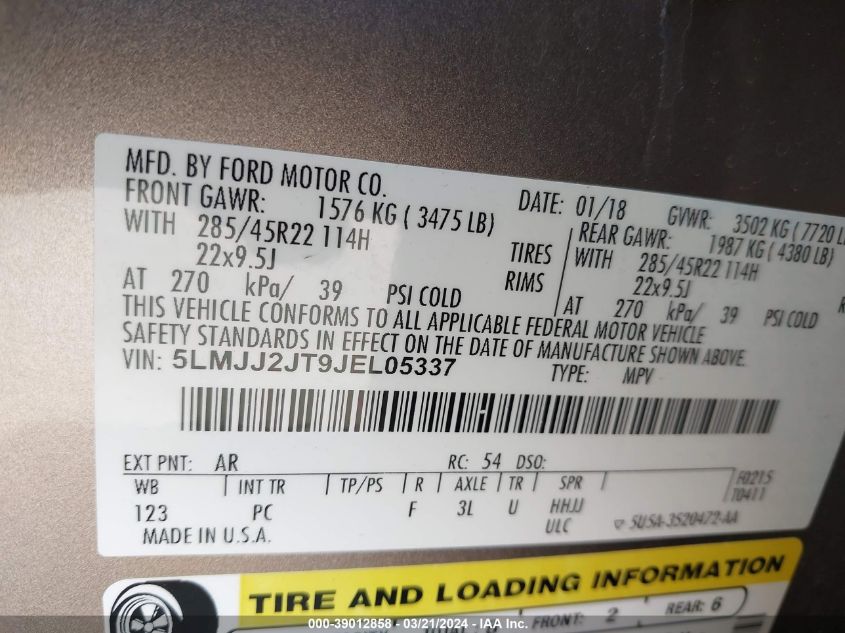 MFD. BY FORD MOTOR CO.
DATE: 01/18 GVWR: 3502 KG ( 7720 L
FRONT GAWR: 1576 KG ( 3475 LB)
REAR GAWR: 1987 KG ( 4380 LB)
WITH 285/45R22 114H TIRES
WITH 285/45R22 114H
22x9.5J RIMS
22x9.5J
AT 270 kPa/ 39 PSI COLD
AT 270 kPa/ 39 PSI COLD
THIS VEHICLE CONFORMS TO ALL APPLICABLE FEDERAL MOTOR VEHICLE
SAFETY STANDARDS IN EFFECT ON THE DATE OF MANUFACTURE SHOWN ABOVE.
VIN: 5LMJJ2JT9JEL05337 TYPE: MPV
EXT PNT: AR RC: 54 DSO:
WB INT TR TP/PS R AXLE TR SPR
F0215
T0411
123 PC F 3L U HHJJ
ULC 5USA-3520472-AA
MADE IN U.S.A.
TIRE AND LOADING INFORMATION
FRONT: 2 REAR: 6
000-39012858 - 03/21/2024 - IAA Inc.